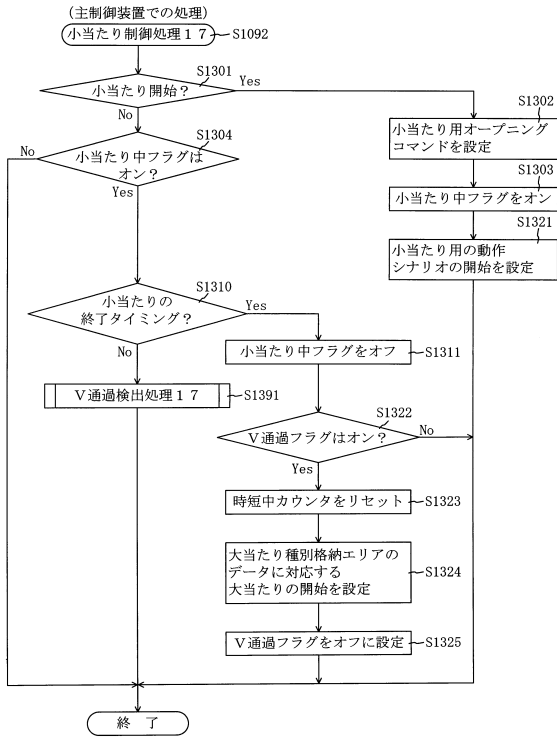 (主制御装置での処理)
小当たり制御処理17
S1092
S1301
小当たり開始?
Yes
No
S1302
小当たり用オープニング
コマンドを設定
S1304
小当たり中フラグは
オン?
No
Yes
S1303
小当たり中フラグをオン
S1321
小当たり用の動作
シナリオの開始を設定
S1310
小当たりの
終了タイミング?
Yes
No
小当たり中フラグをオフ
S1311
V通過検出処理17
S1391
S1322
V通過フラグはオン?
No
Yes
時短中カウンタをリセット
S1323
大当たり種別格納エリアの
データに対応する
大当たりの開始を設定
S1324
V通過フラグをオフに設定
S1325
終 了